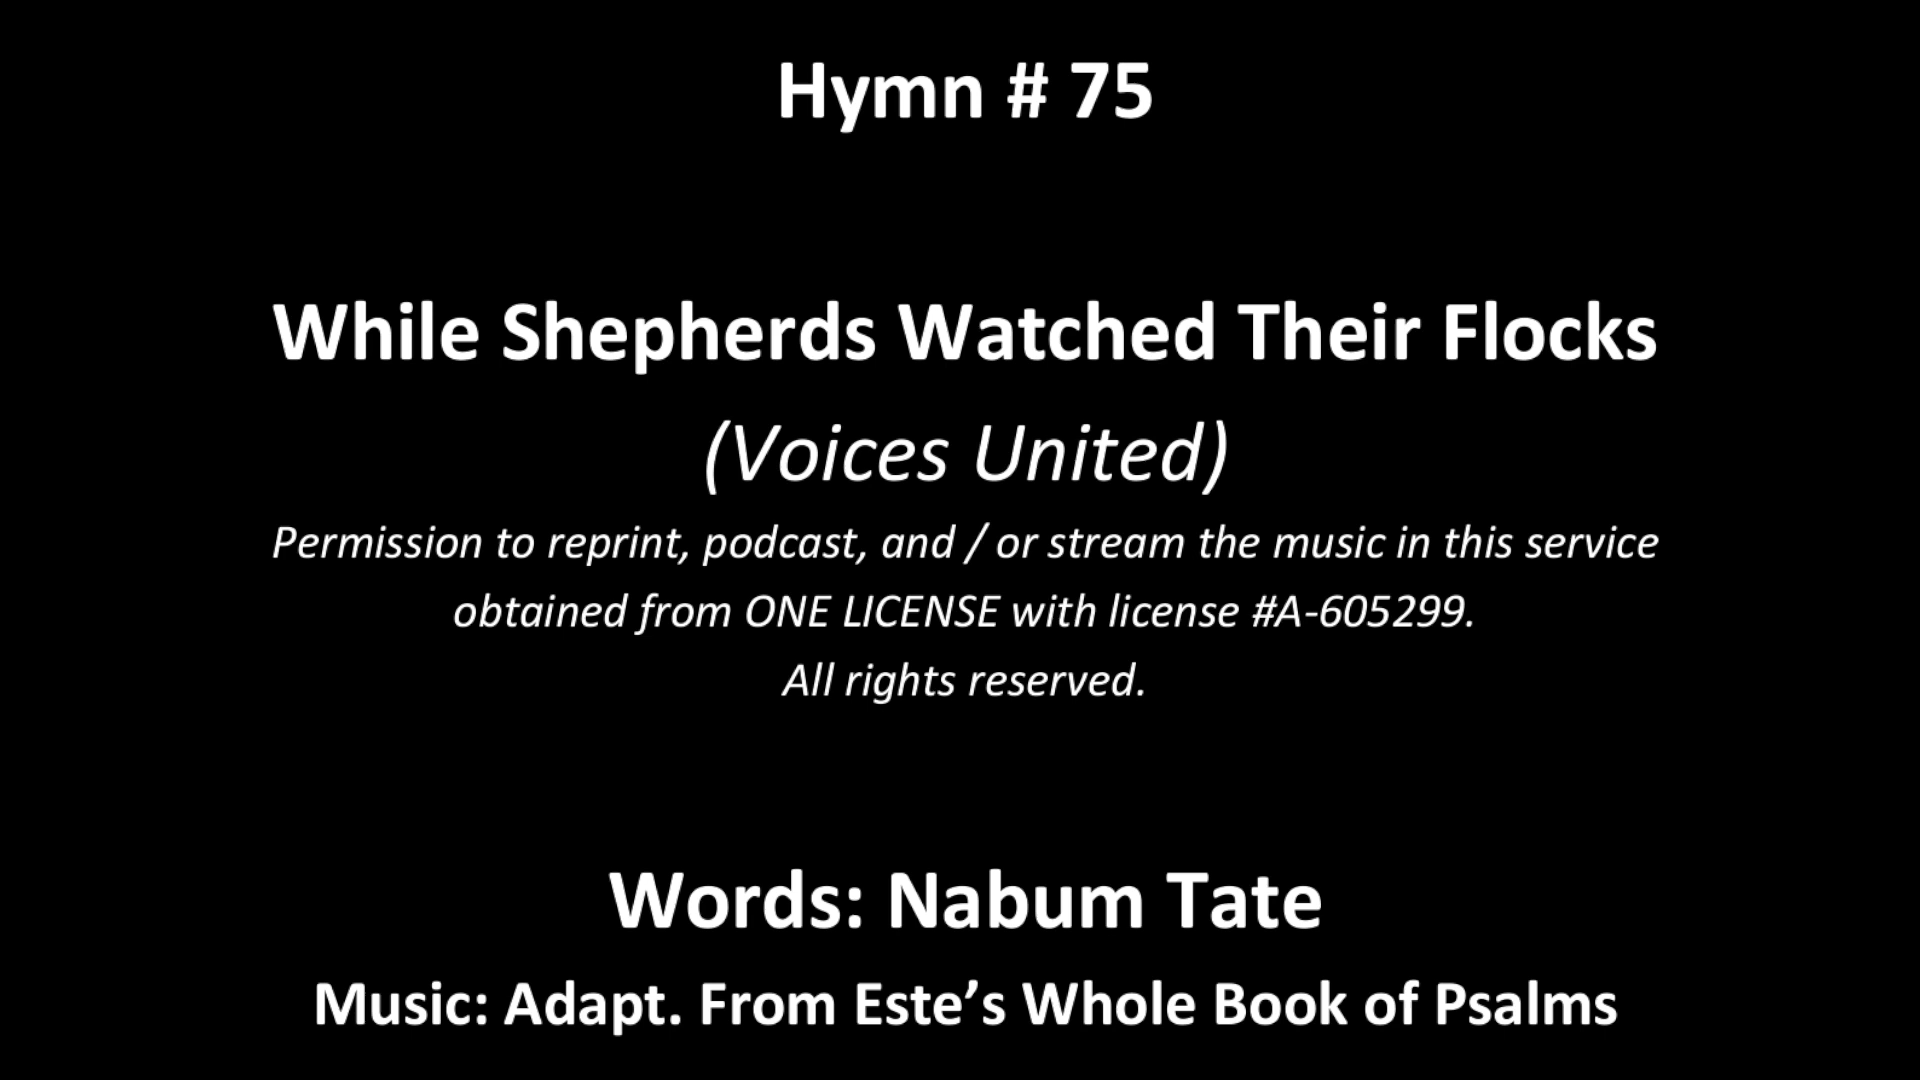 Hymn # 75
While Shepherds Watched Their Flocks
(Voices United)
Permission to reprint, podcast, and / or stream the music in this service
obtained from ONE LICENSE with license #A-605299.
All rights reserved.
Words: Nabum Tate
Music: Adapt. From Este’s Whole Book of Psalms